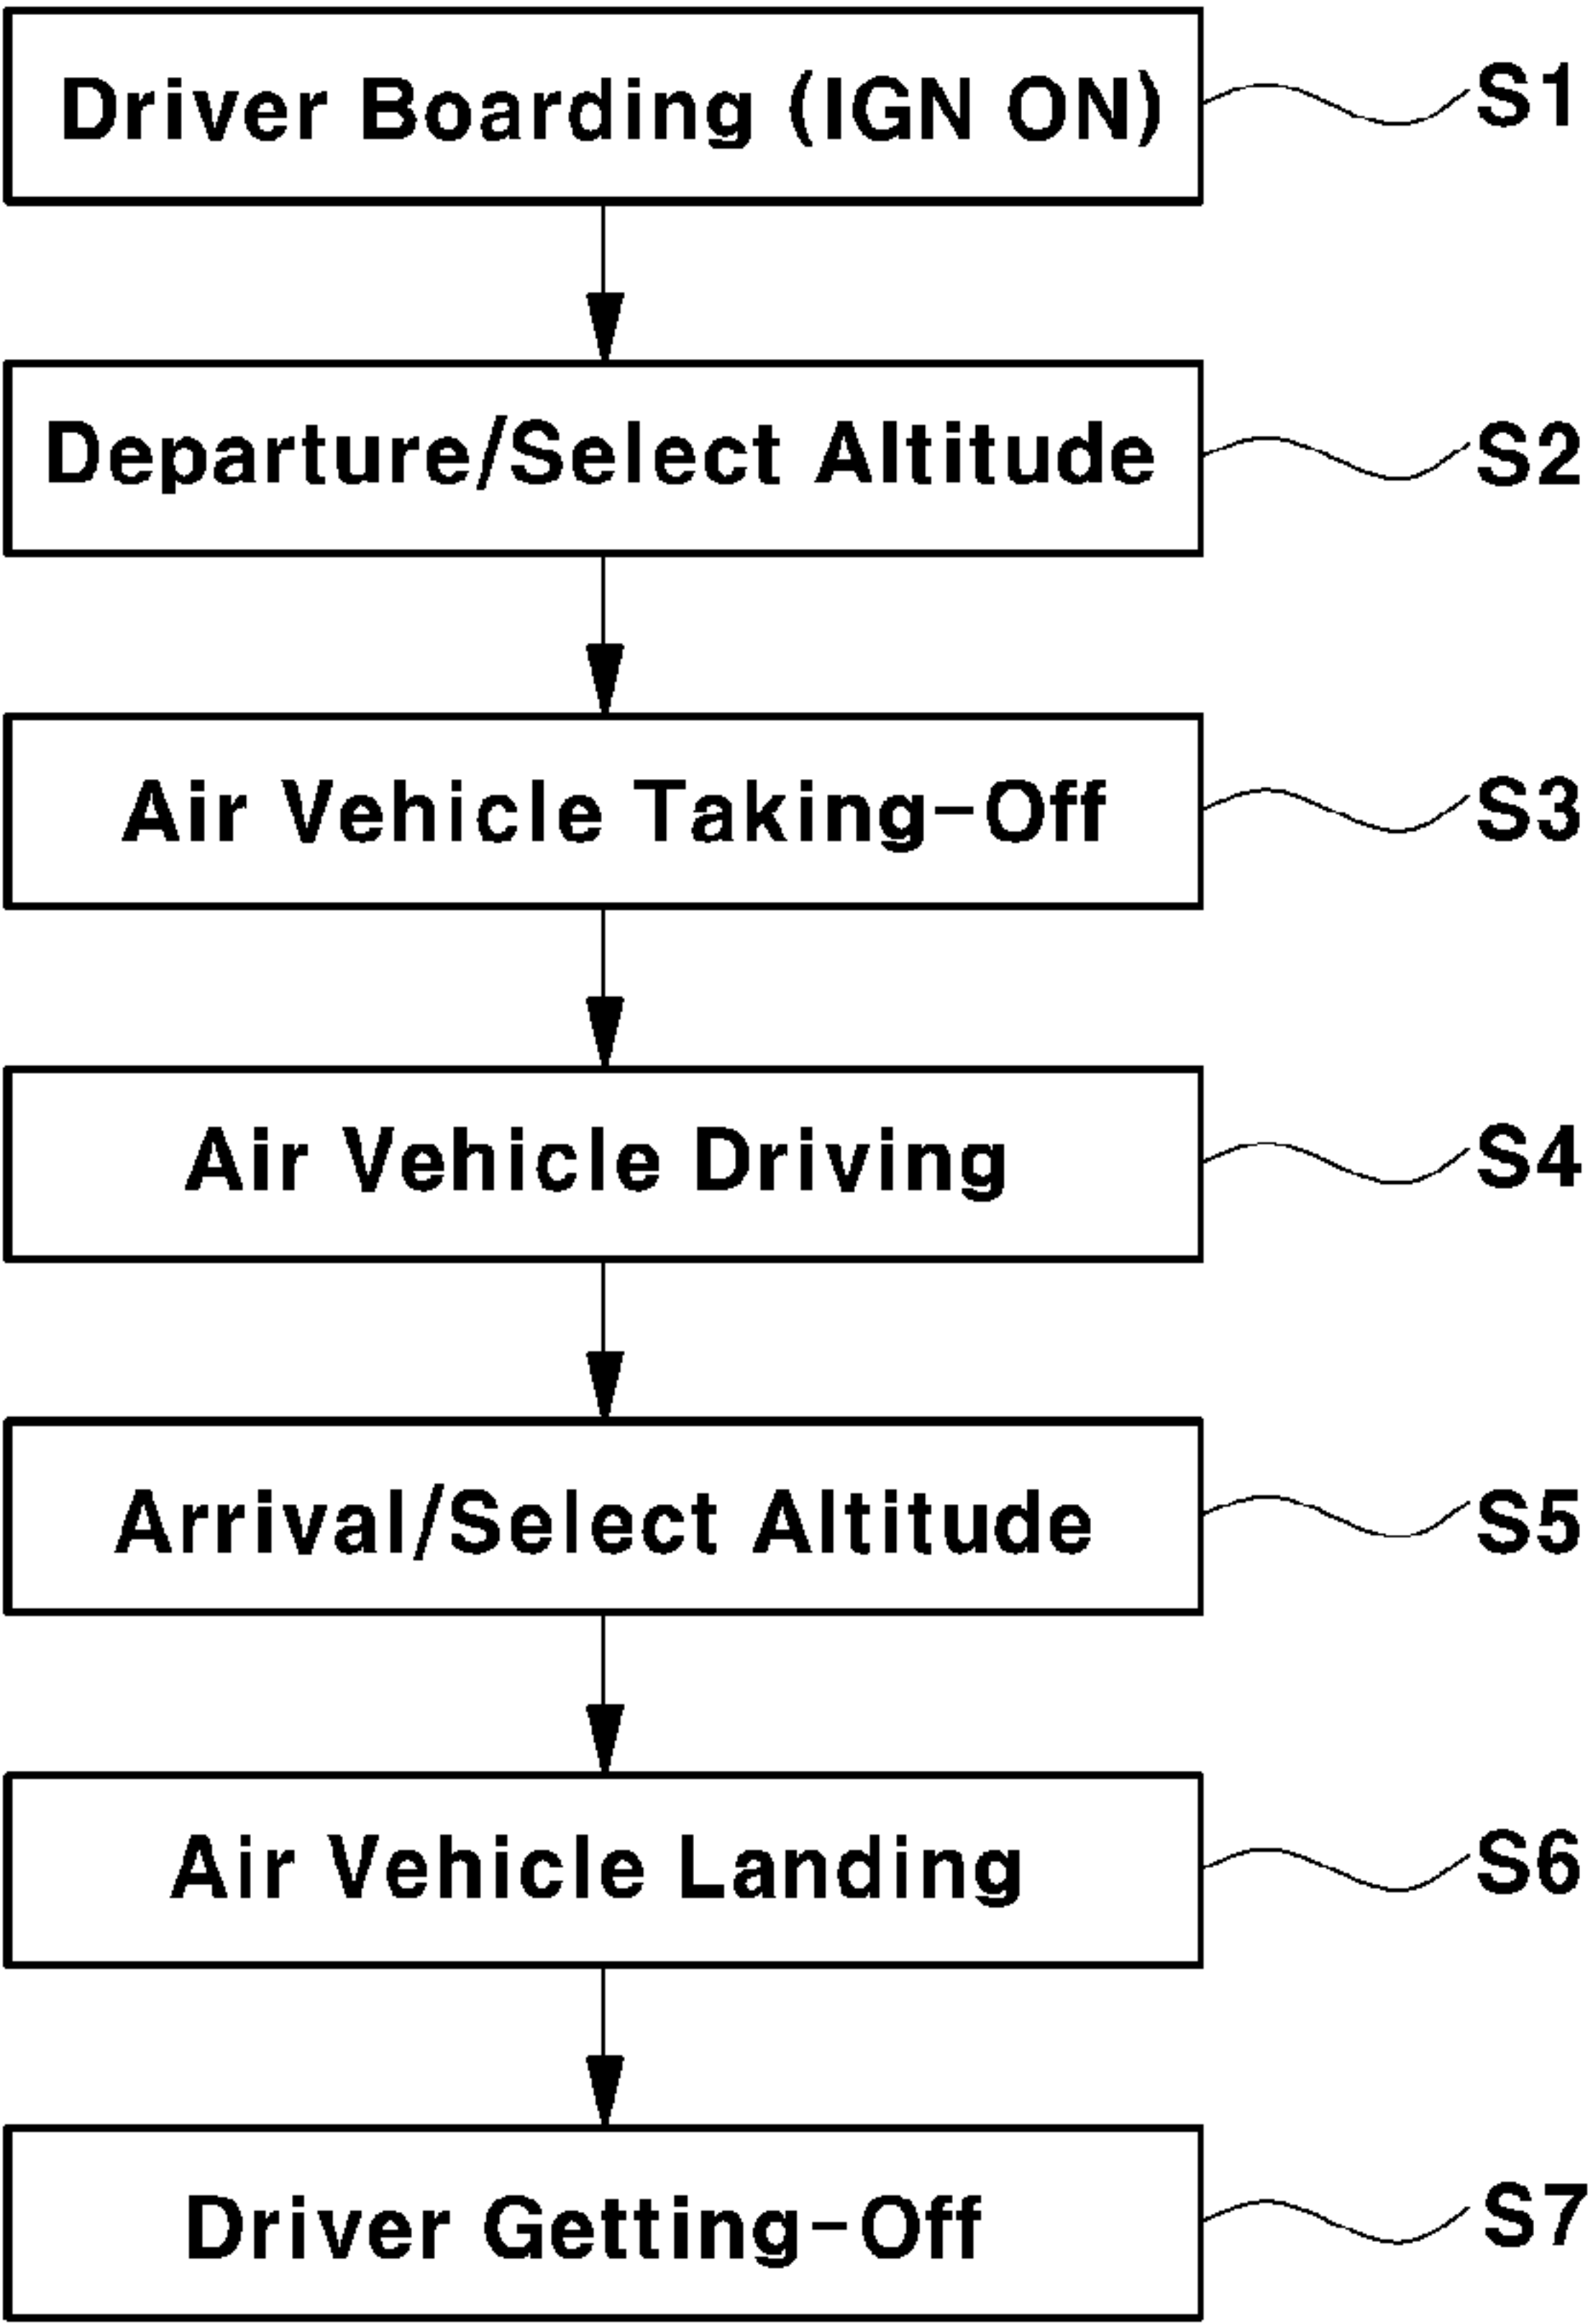 Driver Boarding (IGN ON) S1
Departure/Select Altitude S2
Air Vehicle Taking-Off S3
Air Vehicle Driving S4
Arrival/Select Altitude S5
Air Vehicle Landing S6
Driver Getting-Off S7